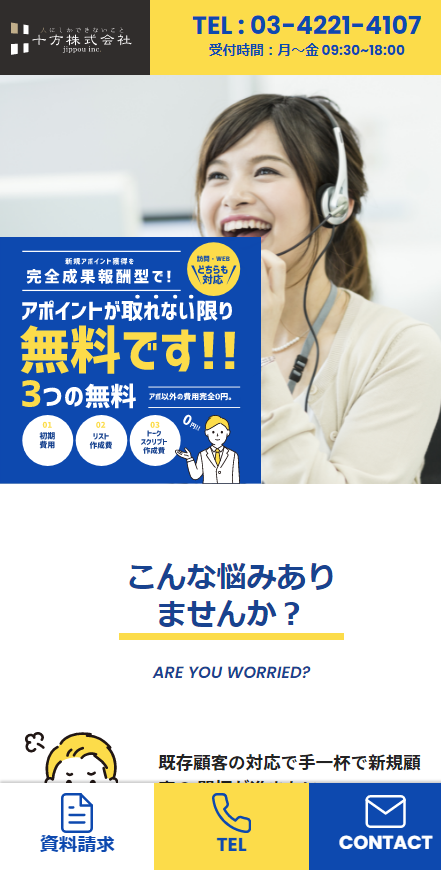 人にしかできないこと
十方株式会社
jippou inc.
TEL : 03-4221-4107
受付時間：月～金 09:30~18:00
新規アポイント獲得を
完全成果報酬型で!
訪問・WEB
どちらも
対応
アポイントが取れない限り
無料です!!
3つの無料
アポ以外の費用完全0円。
01
初期
費用
02
リスト
作成費
03
トーク
スクリプト
作成費
0円!!
こんな悩みあり
ませんか？
ARE YOU WORRIED?
既存顧客の対応で手一杯で新規顧
資料請求
TEL
CONTACT